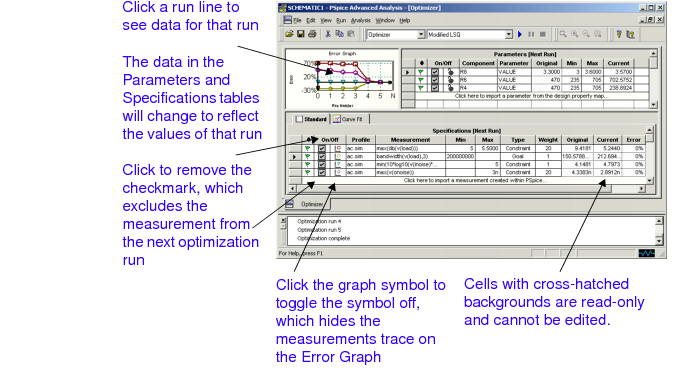 Click a run line to
see data for that run
The data in the
Parameters and
Specifications tables
will change to reflect
the values of that run
Click to remove the
checkmark, which
excludes the
measurement from
the next optimization
run
SCHEMATIC1 - PSpice Advanced Analysis - [Optimizer]
File Edit View Run Analysis Window Help
Optimizer Modified LSQ
Error Graph
70%
20%
-30%
Error
0 1 2 3 4 5 N
Run Number
Parameters [Next Run]
On/Off Component Parameter Original Min Max Current
R8 VALUE 3.3000 3 3.6000 3.5700
R6 VALUE 470 235 705 702.5752
R4 VALUE 470 235 705 238.8924
Click here to import a parameter from the design property map...
Standard Curve Fit
Specifications [Next Run]
On/Off Profile Measurement Min Max Type Weight Original Current Error
ac.sim max(db(v(load))) 5 5.5000 Constraint 20 9.4181 5.2440 0%
ac.sim bandwidth(v(load),3) 200000000 Goal 1 150.5788... 212.694... 0%
ac.sim min(10*log10(v(inoise)*... 5 Constraint 1 4.1481 4.7973 0%
ac.sim max(v(onoise)) 3n Constraint 20 4.3383n 2.8912n 0%
Click here to import a measurement created within PSpice...
Optimizer
Optimization run 4
Optimization run 5
Optimization complete
For Help, press F1
Click the graph symbol to
toggle the symbol off,
which hides the
measurements trace on
the Error Graph
Cells with cross-hatched
backgrounds are read-only
and cannot be edited.